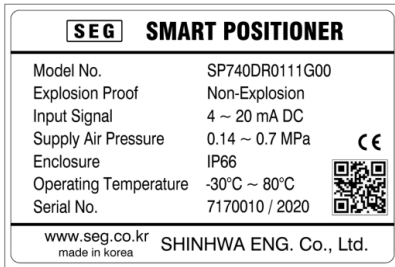 SEG SMART POSITIONER
Model No. SP740DR0111G00
Explosion Proof Non-Explosion
Input Signal 4 ~ 20 mA DC
Supply Air Pressure 0.14 ~ 0.7 MPa
Enclosure IP66
Operating Temperature -30℃ ~ 80℃
Serial No. 7170010 / 2020
CE
www.seg.co.kr
made in korea
SHINHWA ENG. Co., Ltd.